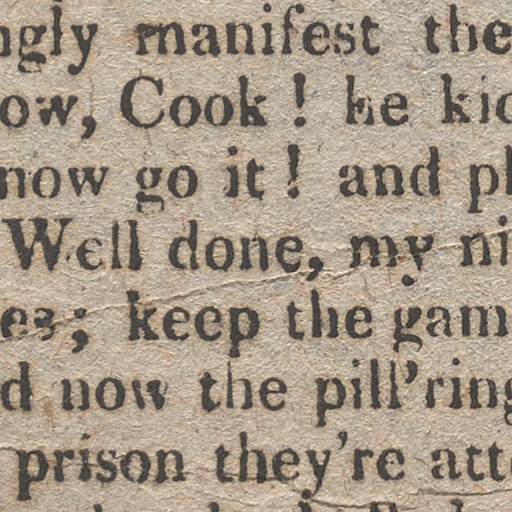 ngly manifest the
ow, Cook! he kic
now go it! and pl
Well done, my ni
es; keep the gam
d now the pill'ring
prison they're att